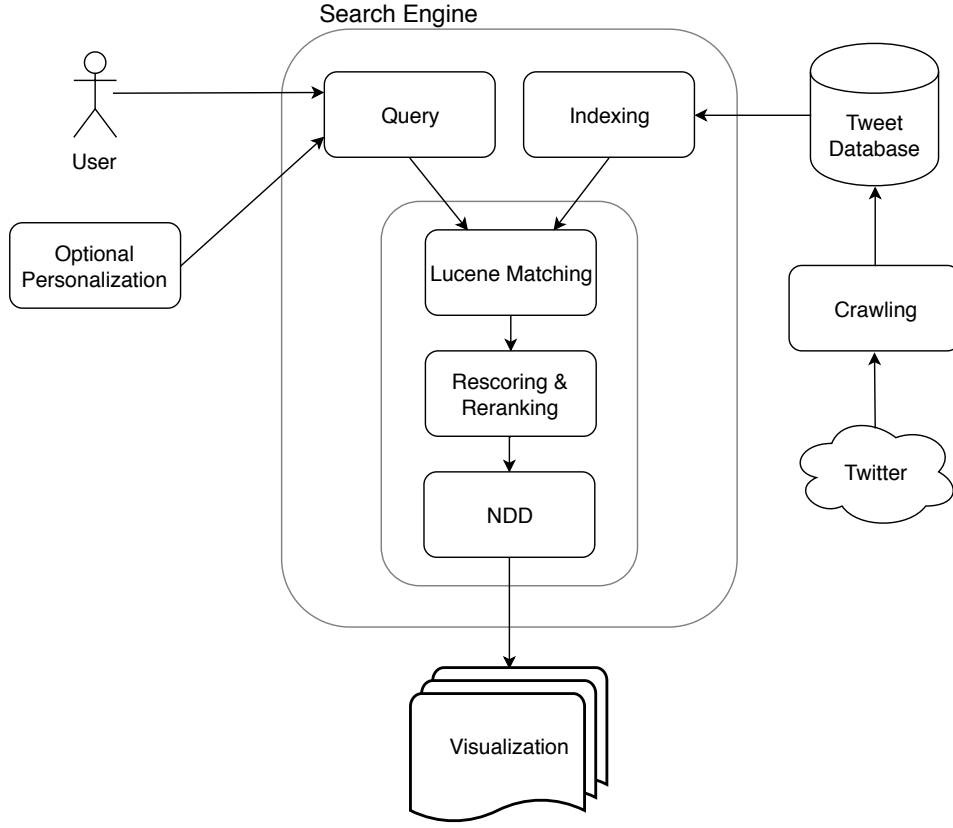 Search Engine
User
Query
Indexing
Tweet
Database
Optional
Personalization
Lucene Matching
Crawling
Rescoring &
Reranking
Twitter
NDD
Visualization